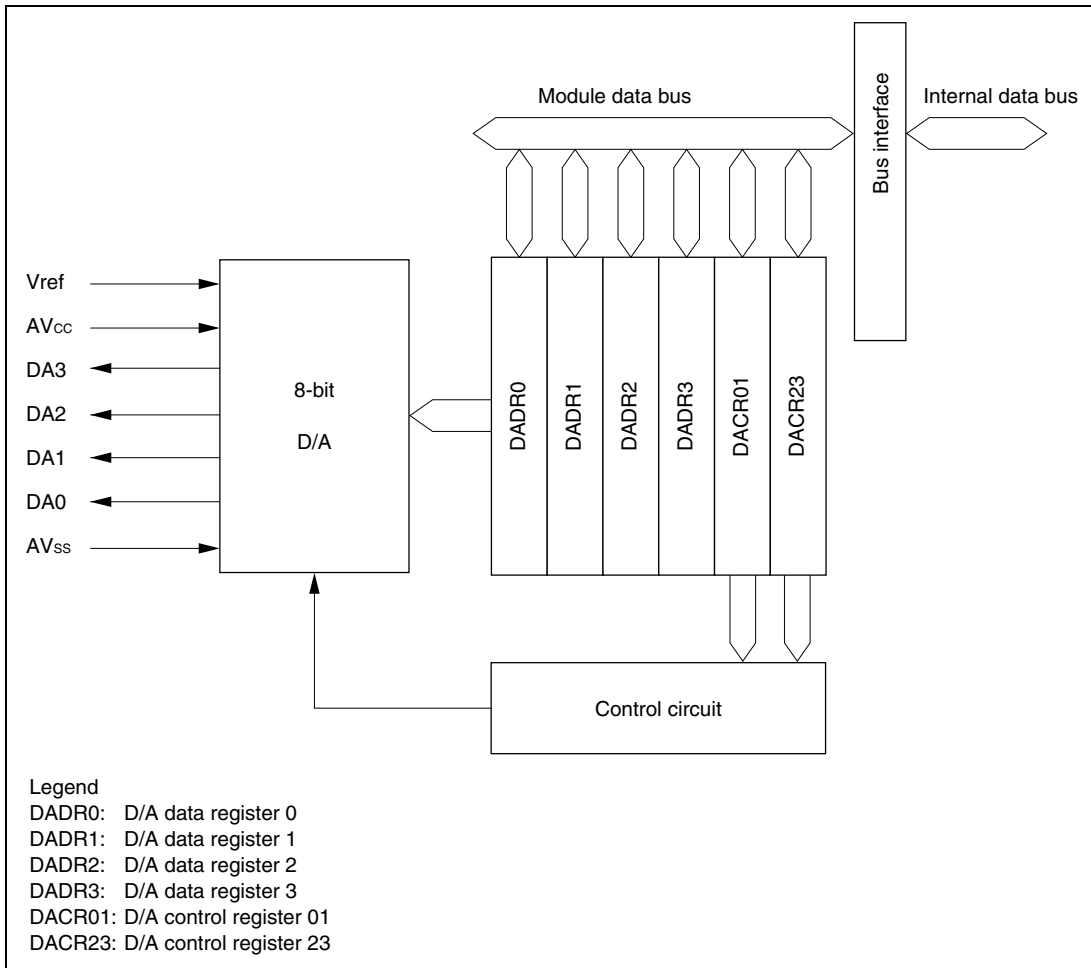 Module data bus
Internal data bus
Bus interface
Vref
AVCC
DA3
DA2
DA1
DA0
AVSS
8-bit
D/A
DADR0
DADR1
DADR2
DADR3
DACR01
DACR23
Control circuit
Legend
DADR0: D/A data register 0
DADR1: D/A data register 1
DADR2: D/A data register 2
DADR3: D/A data register 3
DACR01: D/A control register 01
DACR23: D/A control register 23